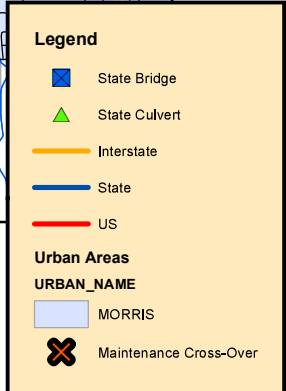 Legend
State Bridge
State Culvert
Interstate
State
US
Urban Areas
URBAN_NAME
MORRIS
Maintenance Cross-Over